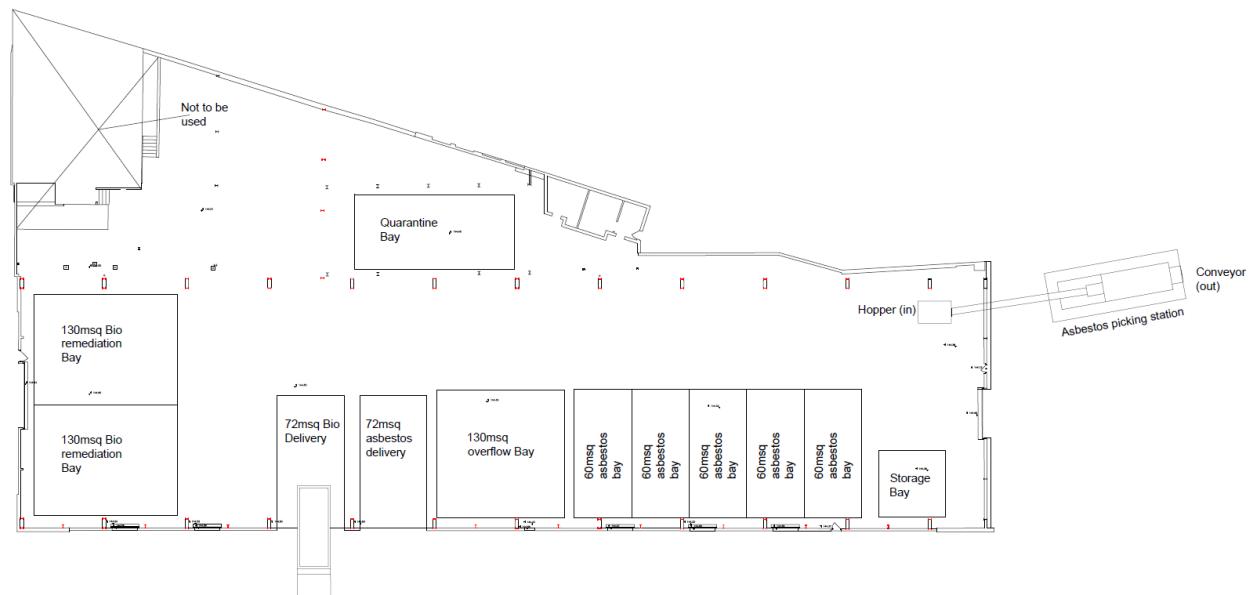 Not to be
used
Quarantine
Bay
Conveyor
(out)
Hopper (in)
Asbestos picking station
130msq Bio
remediation
Bay
130msq Bio
remediation
Bay
72msq Bio
Delivery
72msq
asbestos
delivery
130msq
overflow Bay
60msq
asbestos
bay
60msq
asbestos
bay
60msq
asbestos
bay
60msq
asbestos
bay
60msq
asbestos
bay
Storage
Bay